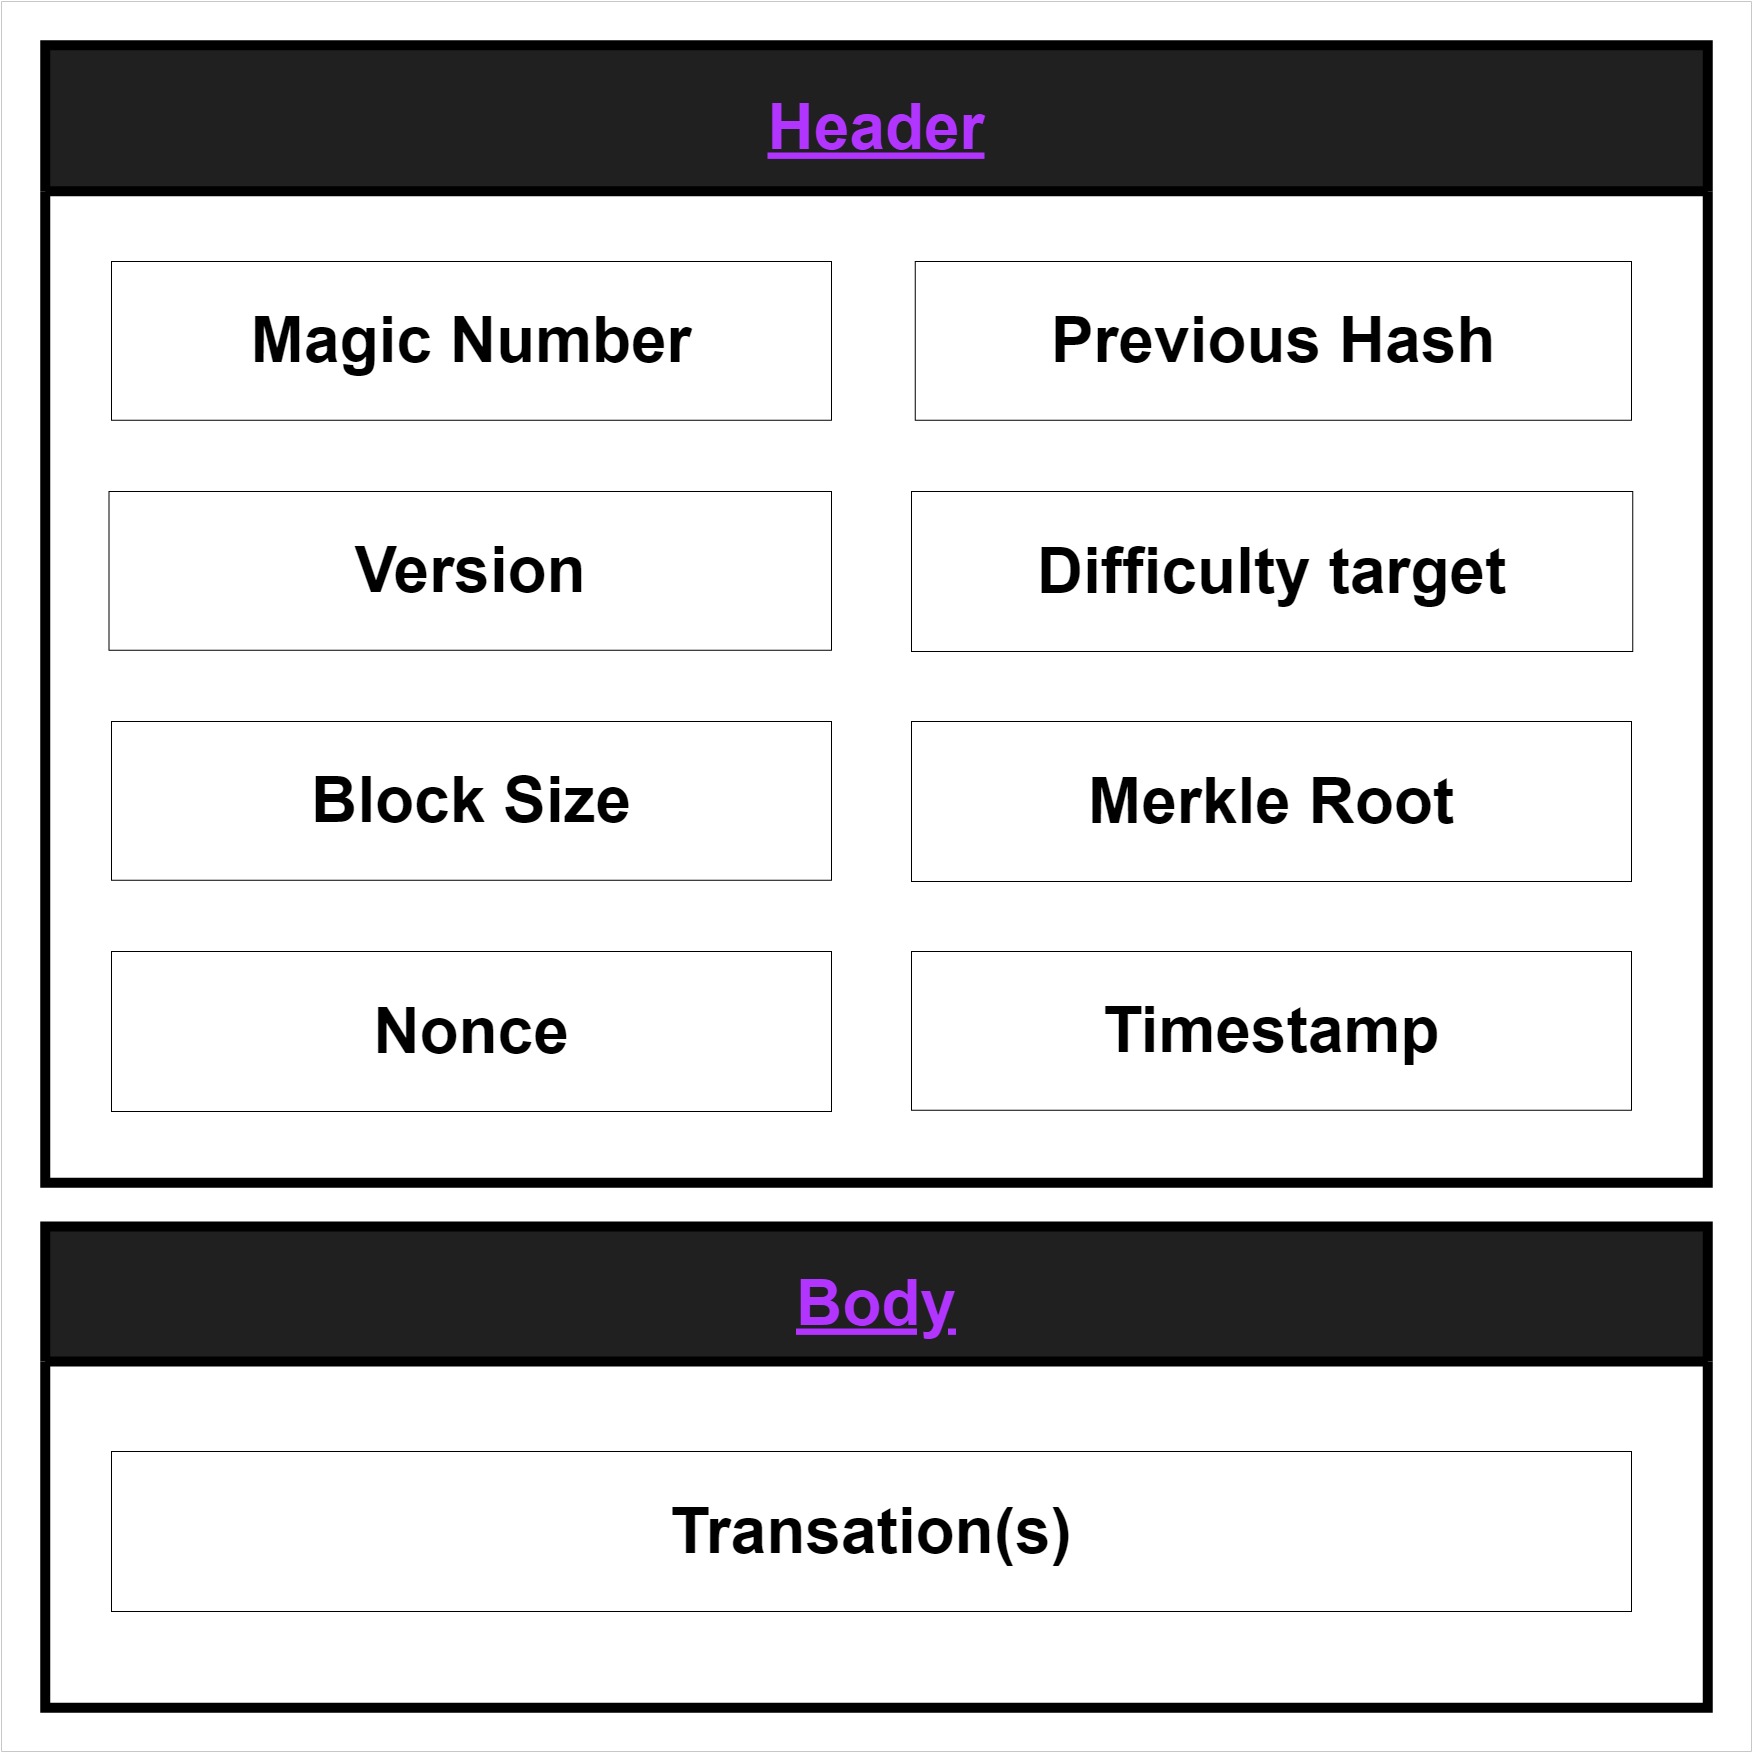 Header
Magic Number
Previous Hash
Version
Difficulty target
Block Size
Merkle Root
Nonce
Timestamp
Body
Transation(s)